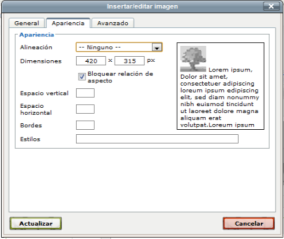 Insertar/editar imagen
General Apariencia Avanzado
Apariencia
Alineación -- Ninguno --
Dimensiones 420 × 315 px
Bloquear relación de
aspecto
Espacio vertical
Espacio
horizontal
Bordes
Estilos
Lorem ipsum,
Dolor sit amet,
consectetuer adipiscing
loreum ipsum edipiscing
elit, sed diam nonummy
nibh euismod tincidunt
ut laoreet dolore magna
aliquam erat
volutpat.Loreum ipsum
Actualizar Cancelar